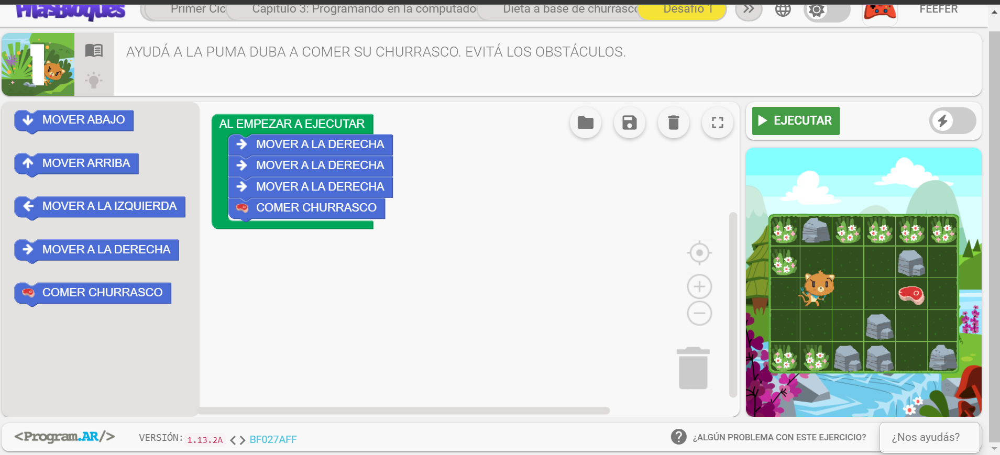 PilasBloques
Primer Cic
Capítulo 3: Programando en la computado
Dieta a base de churrasco
Desafío 1
FEEFER
1
AYUDÁ A LA PUMA DUBA A COMER SU CHURRASCO. EVITÁ LOS OBSTÁCULOS.
MOVER ABAJO
MOVER ARRIBA
MOVER A LA IZQUIERDA
MOVER A LA DERECHA
COMER CHURRASCO
AL EMPEZAR A EJECUTAR
MOVER A LA DERECHA
MOVER A LA DERECHA
MOVER A LA DERECHA
COMER CHURRASCO
EJECUTAR
<Program.AR/>
VERSIÓN: 1.13.2A <> BF027AFF
¿ALGÚN PROBLEMA CON ESTE EJERCICIO?
¿Nos ayudás?